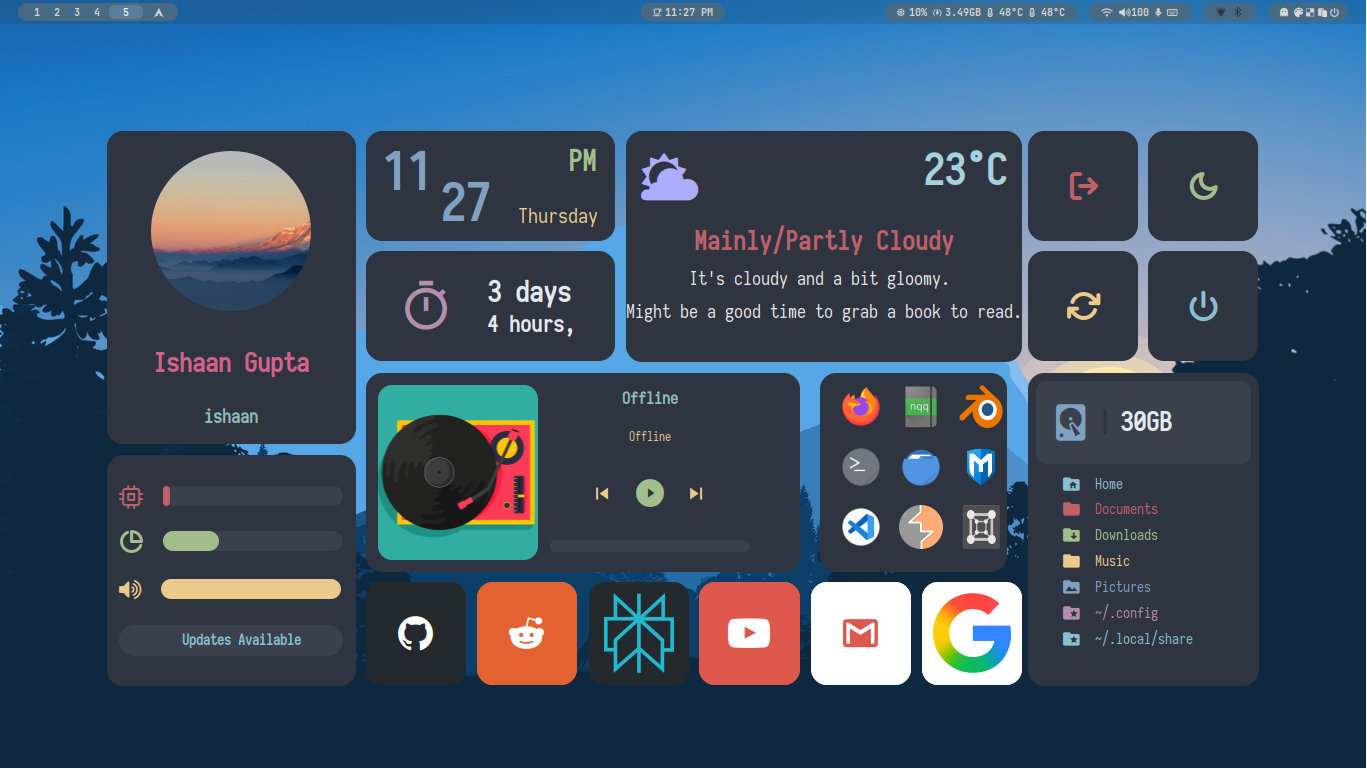 1 2 3 4 5
11:27 PM
10% 3.49GB 48°C 48°C
100
Ishaan Gupta
ishaan
11
27
PM
Thursday
3 days
4 hours,
23°C
Mainly/Partly Cloudy
It's cloudy and a bit gloomy.
Might be a good time to grab a book to read.
Offline
Offline
nqq
30GB
Home
Documents
Downloads
Music
Pictures
~/.config
~/.local/share
Updates Available